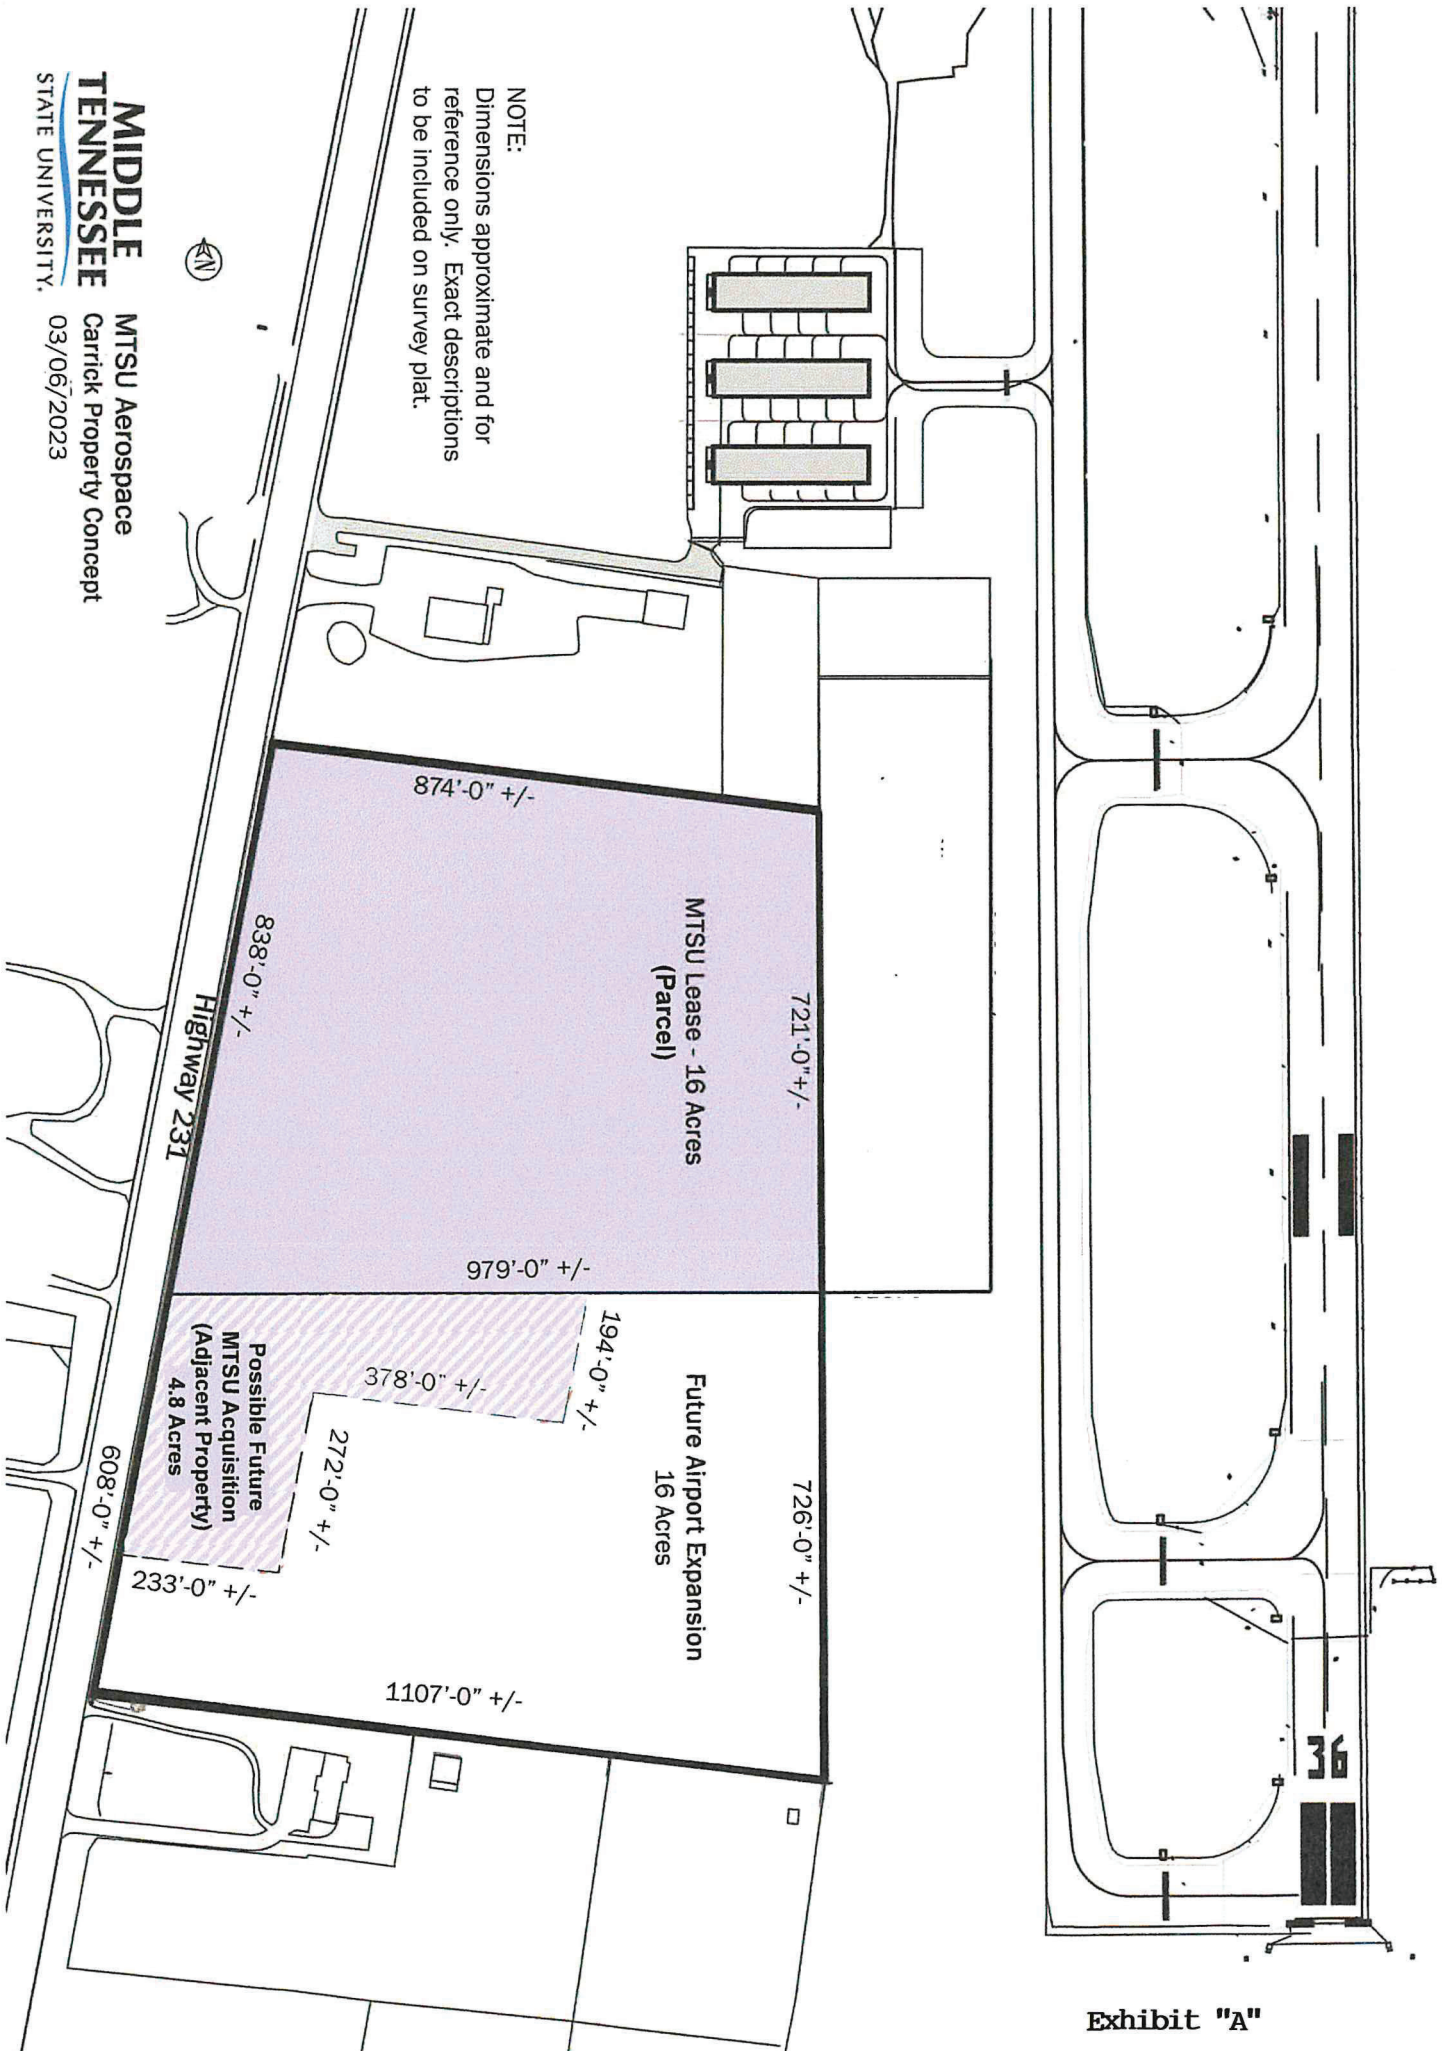 NOTE:
Dimensions approximate and for
reference only. Exact descriptions
to be included on survey plat.
MIDDLE
TENNESSEE
STATE UNIVERSITY.
MTSU Aerospace
Carrick Property Concept
03/06/2023
N
874'-0" +/-
838'-0" +/-
Highway 231
MTSU Lease - 16 Acres
(Parcel)
721'-0"+/-
979'-0" +/-
194'-0" +/-
378'-0" +/-
272'-0" +/-
Possible Future
MTSU Acquisition
(Adjacent Property)
4.8 Acres
608'-0" +/-
233'-0" +/-
Future Airport Expansion
16 Acres
726'-0" +/-
1107'-0" +/-
36
Exhibit "A"